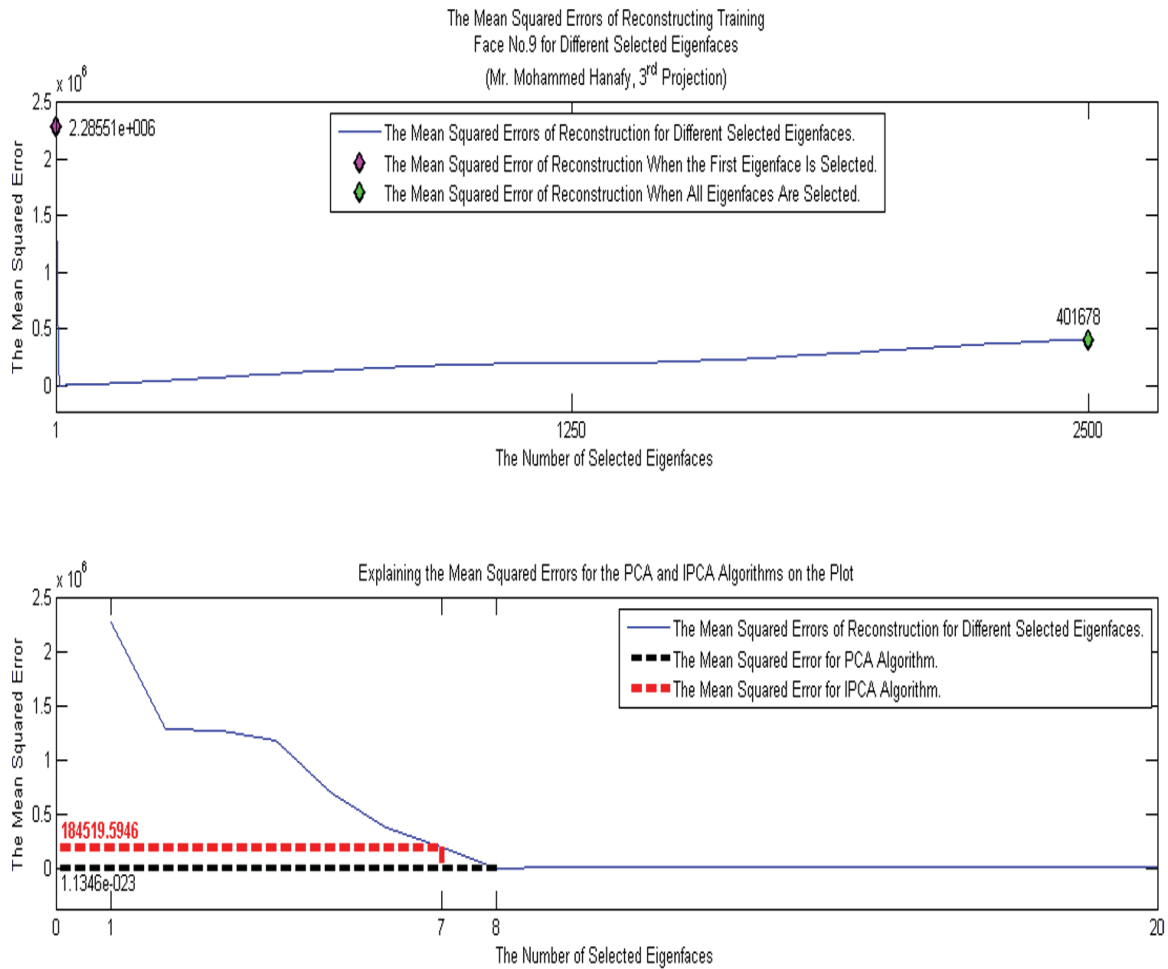 The Mean Squared Errors of Reconstructing Training
Face No.9 for Different Selected Eigenfaces
(Mr. Mohammed Hanafy, 3rd Projection)
x 10^6
2.5
2
1.5
1
0.5
0
The Mean Squared Error
2.28551e+006
The Mean Squared Errors of Reconstruction for Different Selected Eigenfaces.
The Mean Squared Error of Reconstruction When the First Eigenface Is Selected.
The Mean Squared Error of Reconstruction When All Eigenfaces Are Selected.
401678
1 1250 2500
The Number of Selected Eigenfaces
Explaining the Mean Squared Errors for the PCA and IPCA Algorithms on the Plot
x 10^6
2.5
2
1.5
1
0.5
0
The Mean Squared Error
The Mean Squared Errors of Reconstruction for Different Selected Eigenfaces.
The Mean Squared Error for PCA Algorithm.
The Mean Squared Error for IPCA Algorithm.
184519.5946
1.1346e-023
0 1 7 8 20
The Number of Selected Eigenfaces